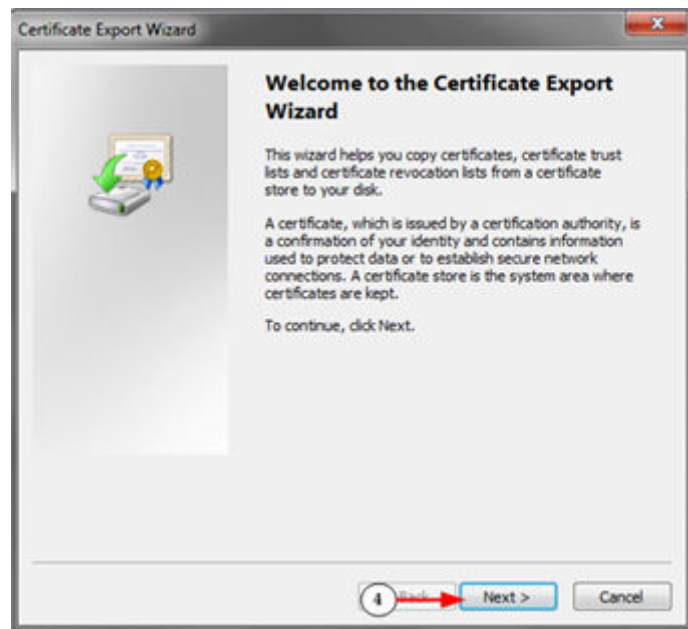 Certificate Export Wizard
Welcome to the Certificate Export
Wizard
This wizard helps you copy certificates, certificate trust
lists and certificate revocation lists from a certificate
store to your disk.
A certificate, which is issued by a certification authority, is
a confirmation of your identity and contains information
used to protect data or to establish secure network
connections. A certificate store is the system area where
certificates are kept.
To continue, click Next.
4 Next > Cancel